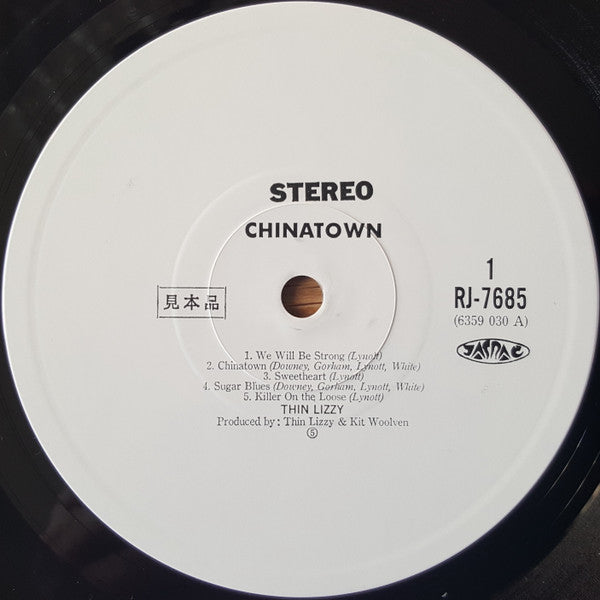 STEREO
CHINATOWN
1
RJ-7685
(6359 030 A)
見本品
JASRAC
1. We Will Be Strong (Lynott)
2. Chinatown (Downey, Gorham, Lynott, White)
3. Sweetheart (Lynott)
4. Sugar Blues (Downey, Gorham, Lynott, White)
5. Killer On the Loose (Lynott)
THIN LIZZY
Produced by: Thin Lizzy & Kit Woolven
⑤